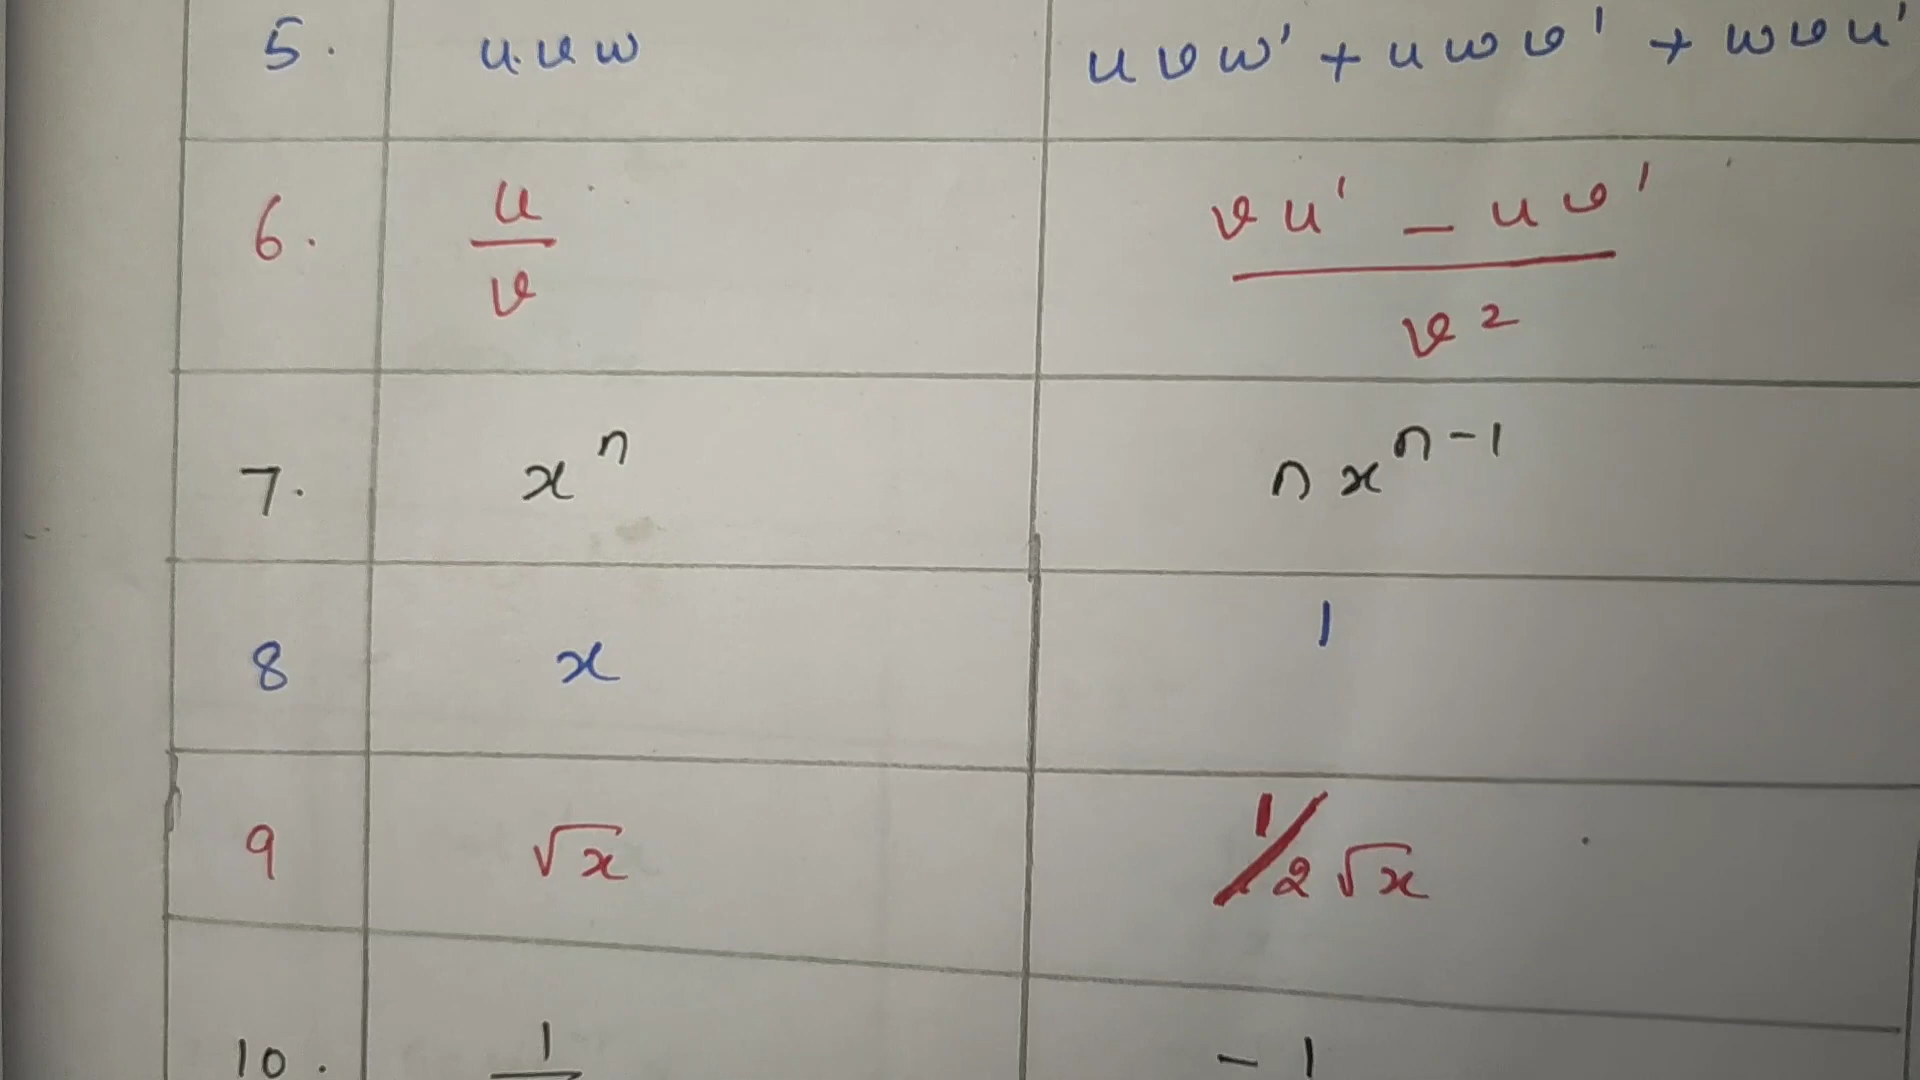 5. u.vw uvw' + uwv' + wvu'
6. u/v vu' - uv' / v²
7. xⁿ nxⁿ⁻¹
8 x 1
9 √x 1/2√x
10. 1 -1